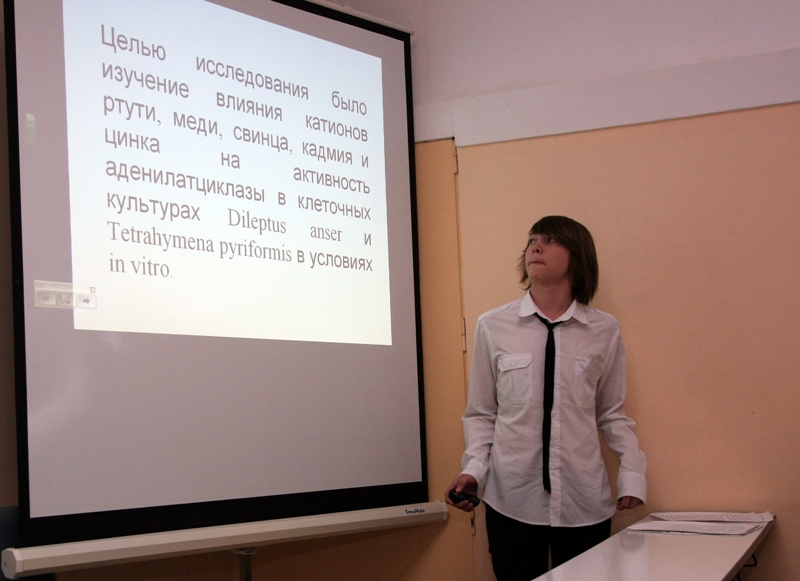 Целью исследования было
изучение влияния катионов
ртути, меди, свинца, кадмия и
цинка на активность
аденилатциклазы в клеточных
культурах Dileptus anser и
Tetrahymena pyriformis в условиях
in vitro.